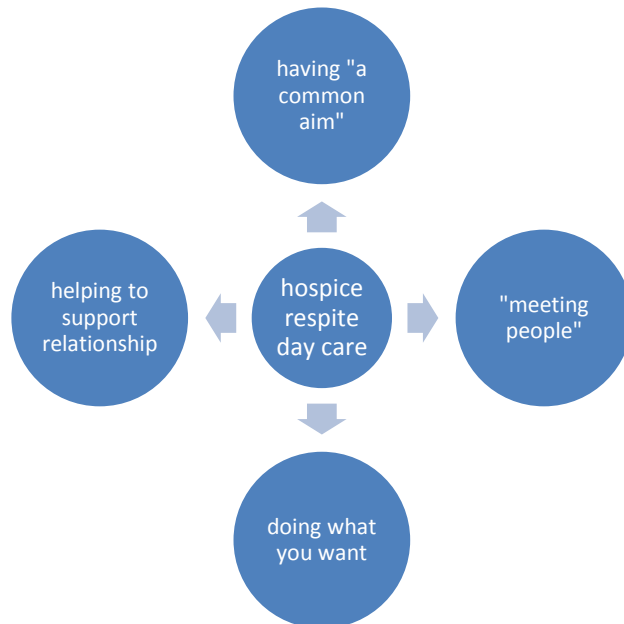 having "a
common
aim"
helping to
support
relationship
hospice
respite
day care
"meeting
people"
doing what
you want